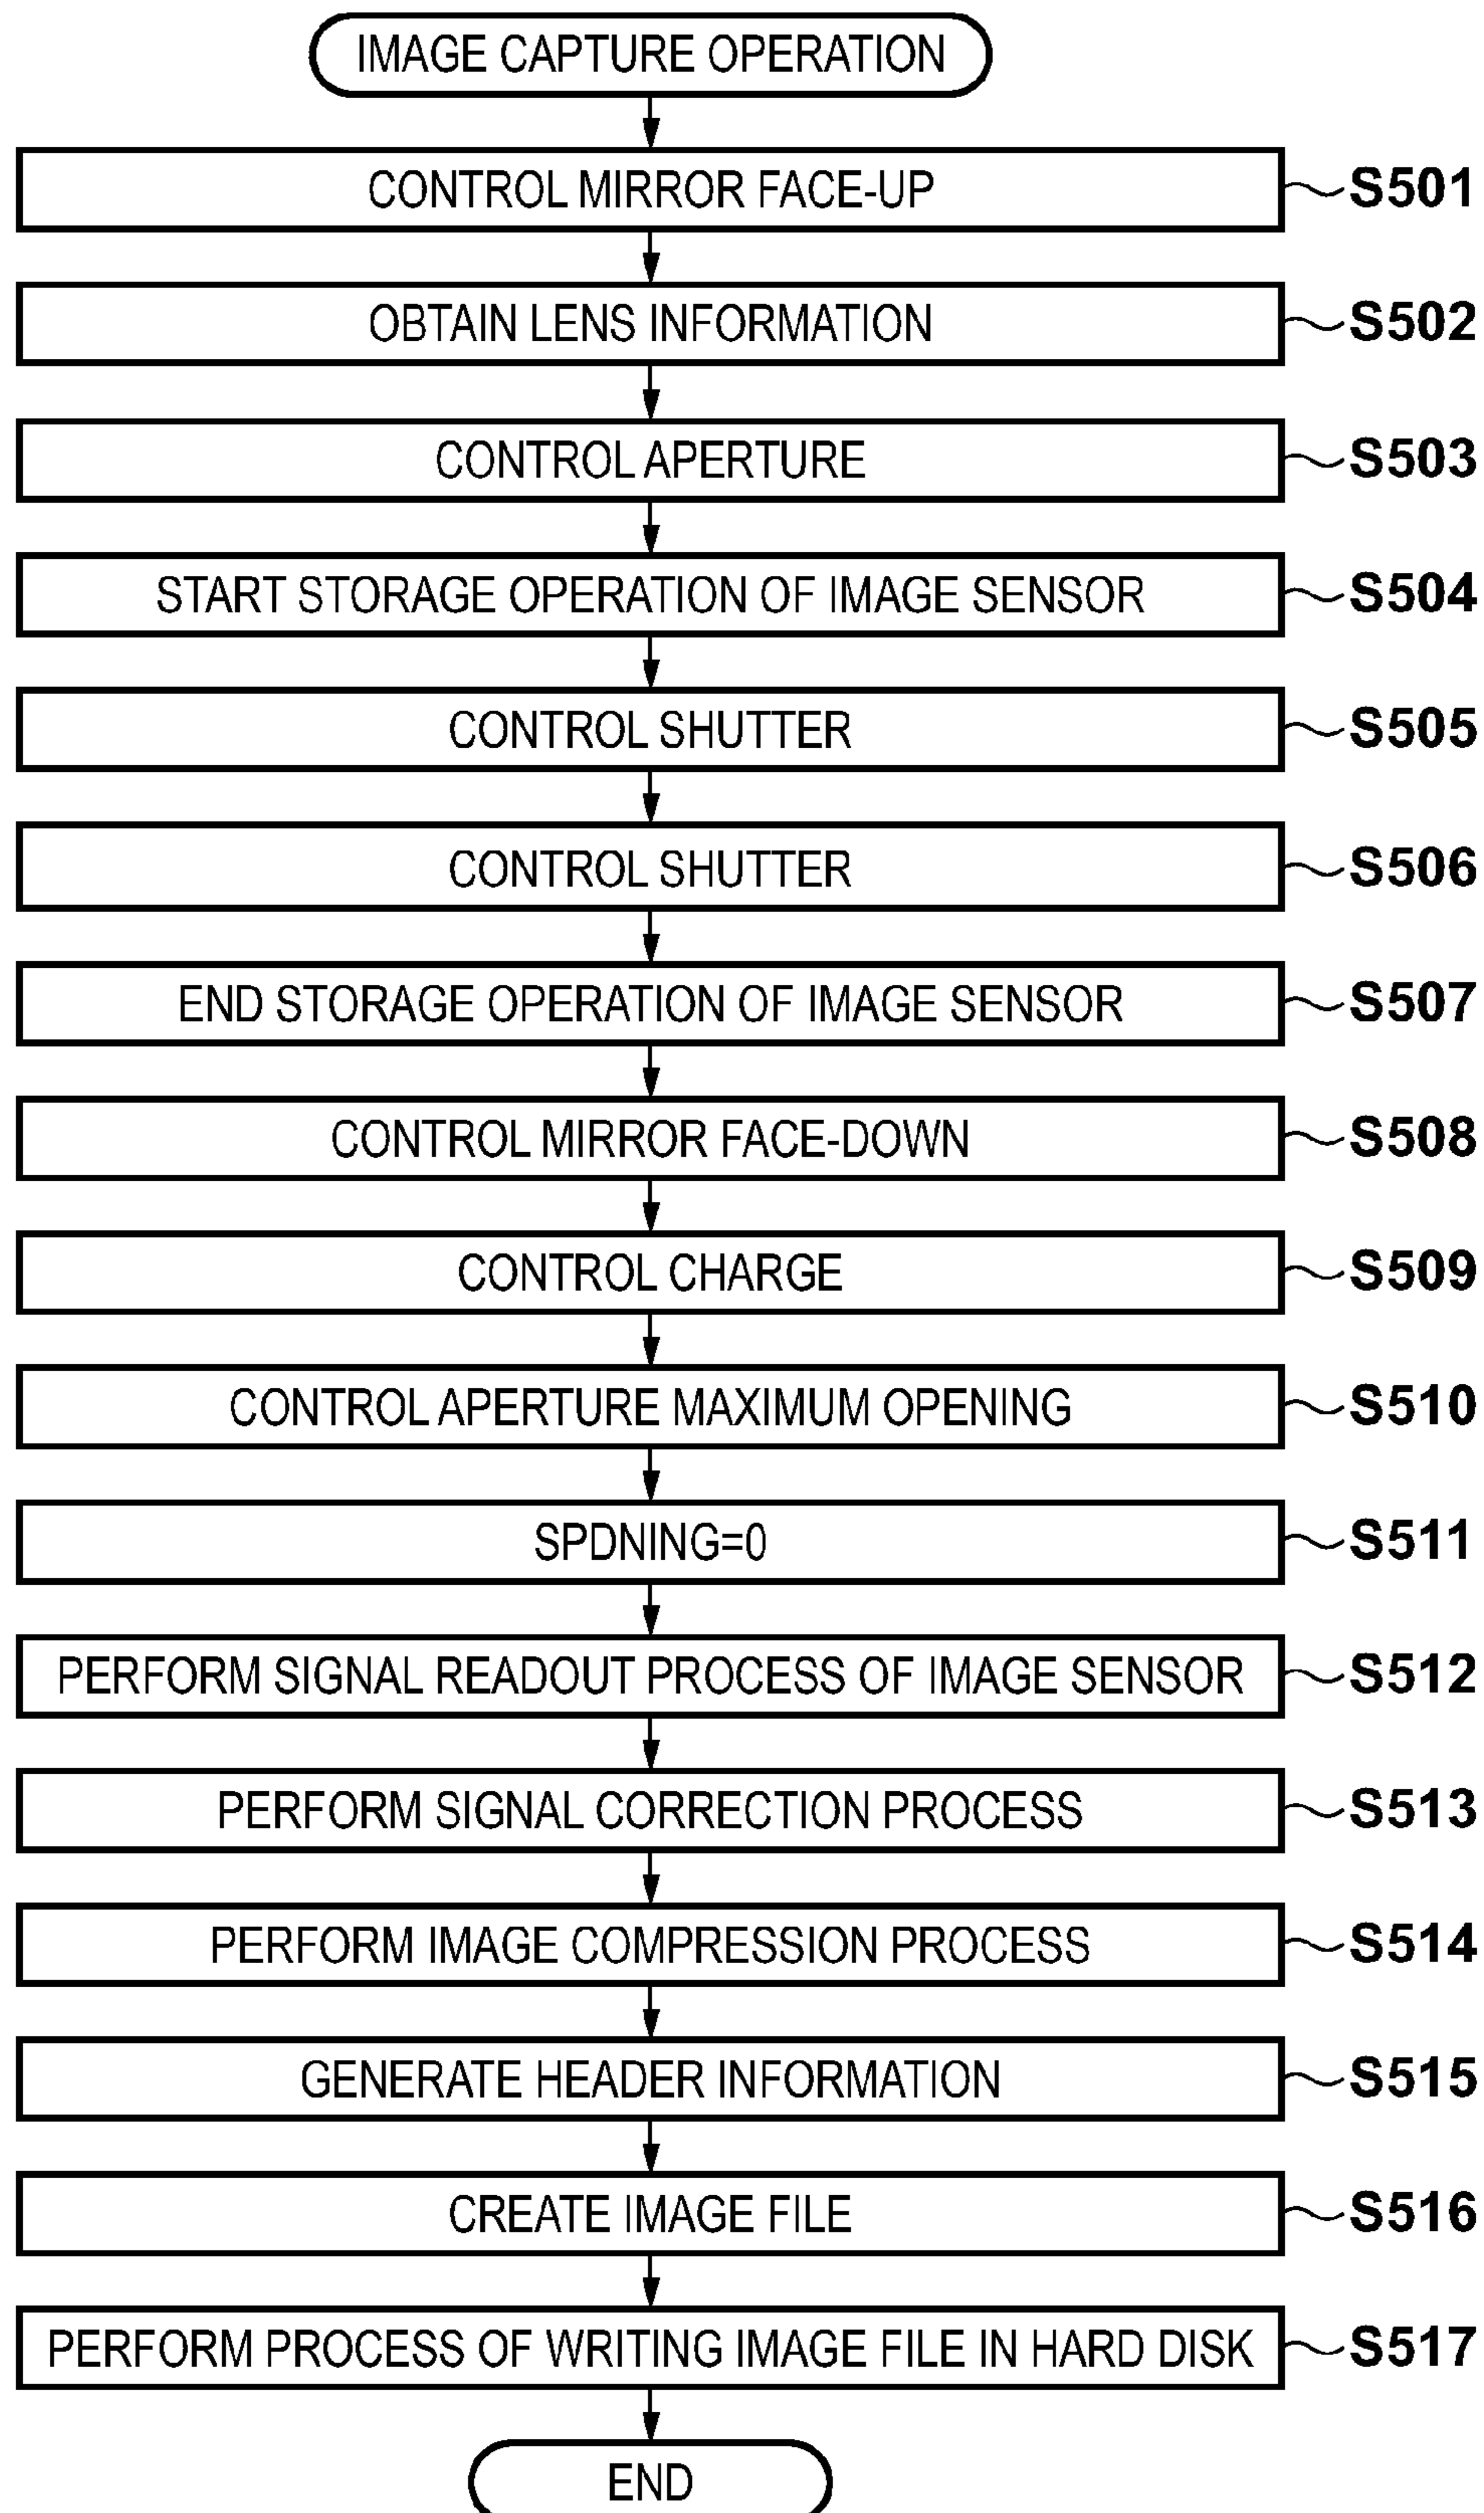 IMAGE CAPTURE OPERATION
CONTROL MIRROR FACE-UP S501
OBTAIN LENS INFORMATION S502
CONTROL APERTURE S503
START STORAGE OPERATION OF IMAGE SENSOR S504
CONTROL SHUTTER S505
CONTROL SHUTTER S506
END STORAGE OPERATION OF IMAGE SENSOR S507
CONTROL MIRROR FACE-DOWN S508
CONTROL CHARGE S509
CONTROL APERTURE MAXIMUM OPENING S510
SPDNING=0 S511
PERFORM SIGNAL READOUT PROCESS OF IMAGE SENSOR S512
PERFORM SIGNAL CORRECTION PROCESS S513
PERFORM IMAGE COMPRESSION PROCESS S514
GENERATE HEADER INFORMATION S515
CREATE IMAGE FILE S516
PERFORM PROCESS OF WRITING IMAGE FILE IN HARD DISK S517
END